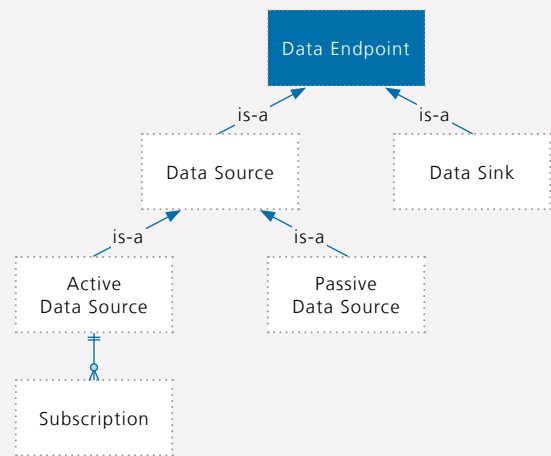 Data Endpoint
is-a
is-a
Data Source
Data Sink
is-a
is-a
Active
Data Source
Passive
Data Source
Subscription